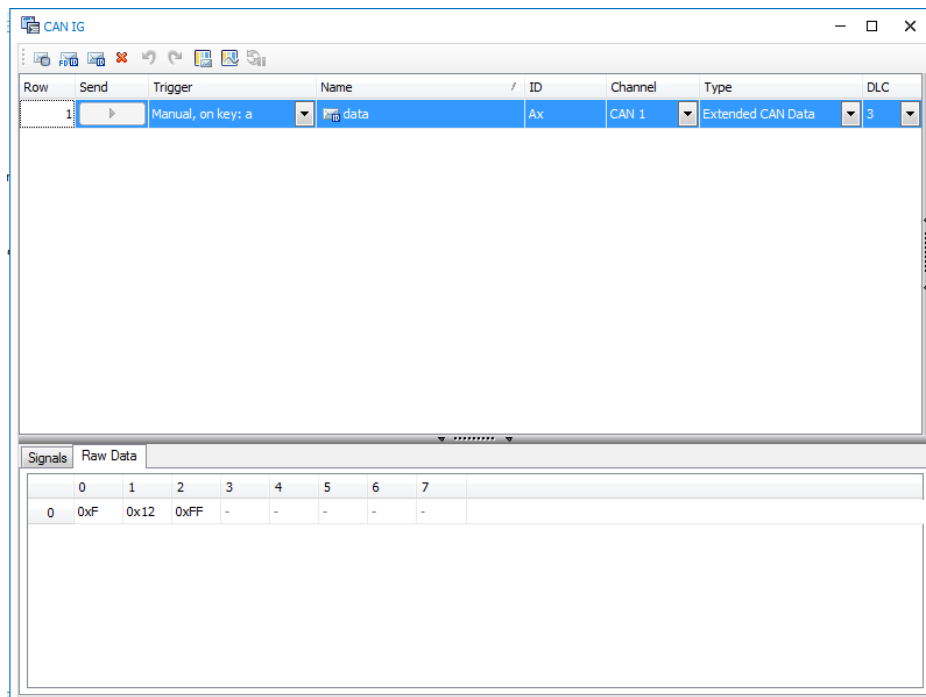 CAN IG
Row Send Trigger Name / ID Channel Type DLC
1 Manual, on key: a data Ax CAN 1 Extended CAN Data 3
Signals Raw Data
0 1 2 3 4 5 6 7
0 0xF 0x12 0xFF - - - - -